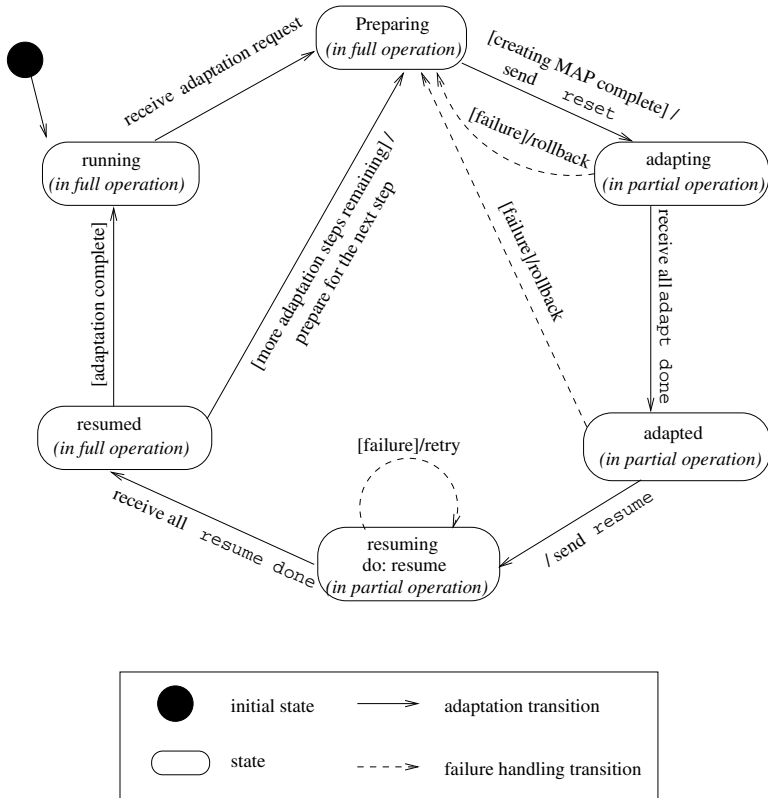 Preparing
(in full operation)
receive adaptation request
[creating MAP complete] /
send reset
[failure]/rollback
running
(in full operation)
adapting
(in partial operation)
[adaptation complete]
[more adaptation steps remaining] /
prepare for the next step
[failure]/rollback
receive all adapt done
resumed
(in full operation)
[failure]/retry
adapted
(in partial operation)
receive all resume done
resuming
do: resume
(in partial operation)
/ send resume
initial state
adaptation transition
state
failure handling transition